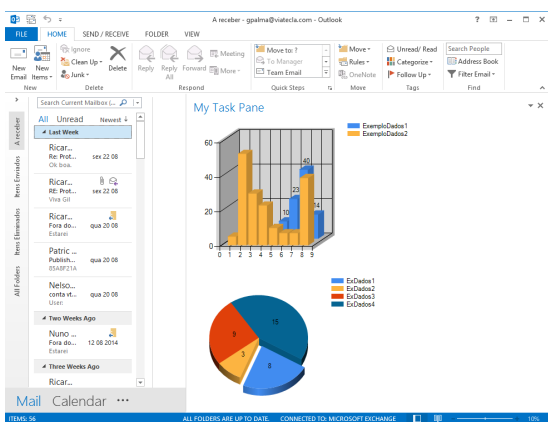 A receber - gpalma@viatecla.com - Outlook
FILE HOME SEND / RECEIVE FOLDER VIEW
New Email
New Items
Ignore
Clean Up
Junk
Delete
Reply
Reply All
Forward
Meeting
More
Move to: ?
To Manager
Team Email
Move
Rules
OneNote
Unread/ Read
Categorize
Follow Up
Search People
Address Book
Filter Email
New Delete Respond Quick Steps Move Tags Find
Search Current Mailbox (...
All Unread Newest
Last Week
Ricar...
Re: Prot... sex 22 08
Ok boa.
Ricar...
RE: Prot... sex 22 08
Viva Gil
Ricar...
Fora do... qua 20 08
Estarei
Patric ...
Publish... qua 20 08
85A8F21A
Nelso...
conta vt... qua 20 08
User:
Two Weeks Ago
Nuno ...
Fora do... 12 08 2014
Estarei
Three Weeks Ago
Ricar...
A receber
Itens Enviados
Itens Eliminados
All Folders
My Task Pane
ExemploDados1
ExemploDados2
60
40
20
0
0 1 2 3 4 5 6 7 8 9
10
23
40
14
ExDados1
ExDados2
ExDados3
ExDados4
15
9
3
8
Mail Calendar ...
ITEMS: 56 ALL FOLDERS ARE UP TO DATE. CONNECTED TO: MICROSOFT EXCHANGE 10%